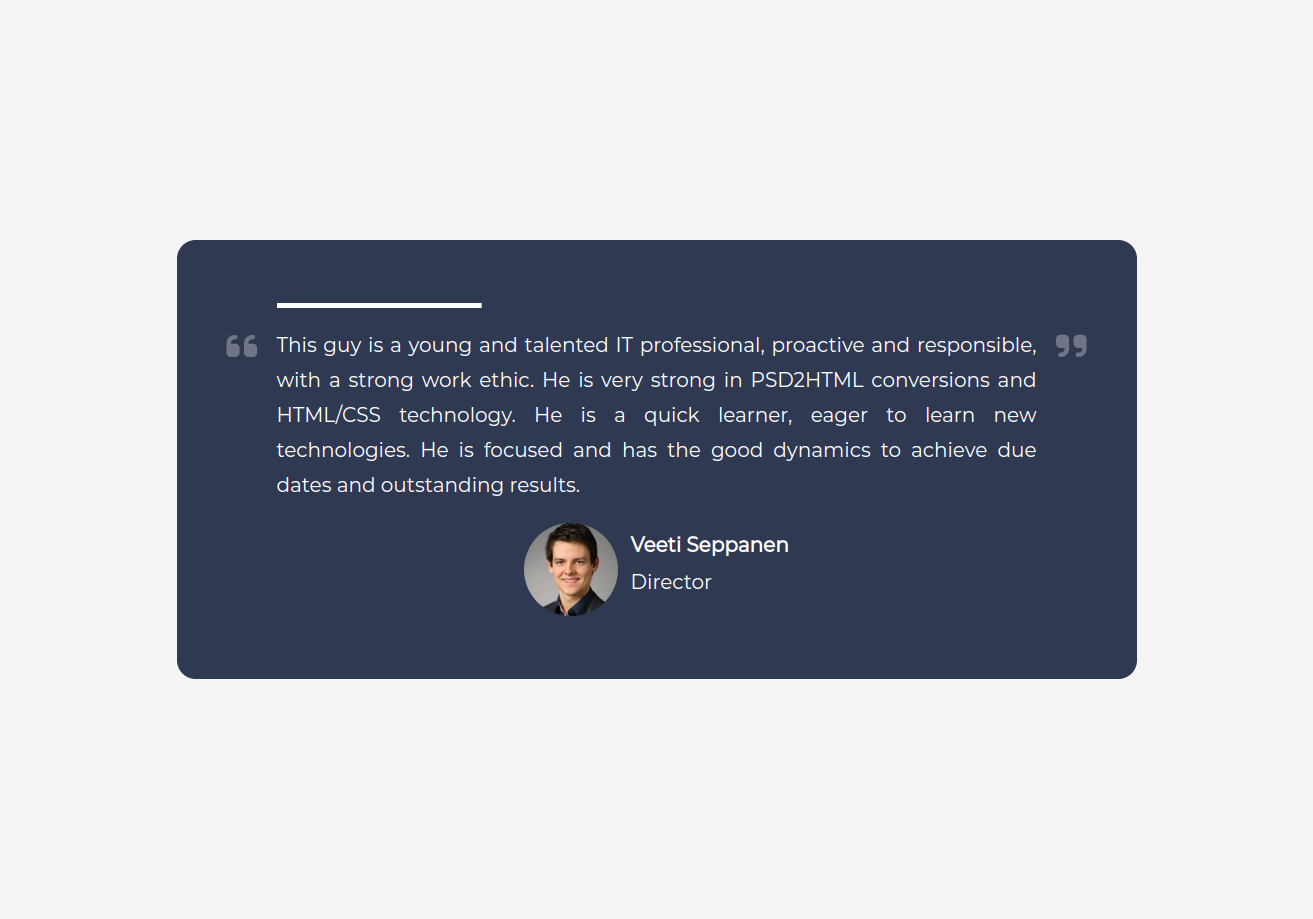 This guy is a young and talented IT professional, proactive and responsible,
with a strong work ethic. He is very strong in PSD2HTML conversions and
HTML/CSS technology. He is a quick learner, eager to learn new
technologies. He is focused and has the good dynamics to achieve due
dates and outstanding results.
Veeti Seppanen
Director